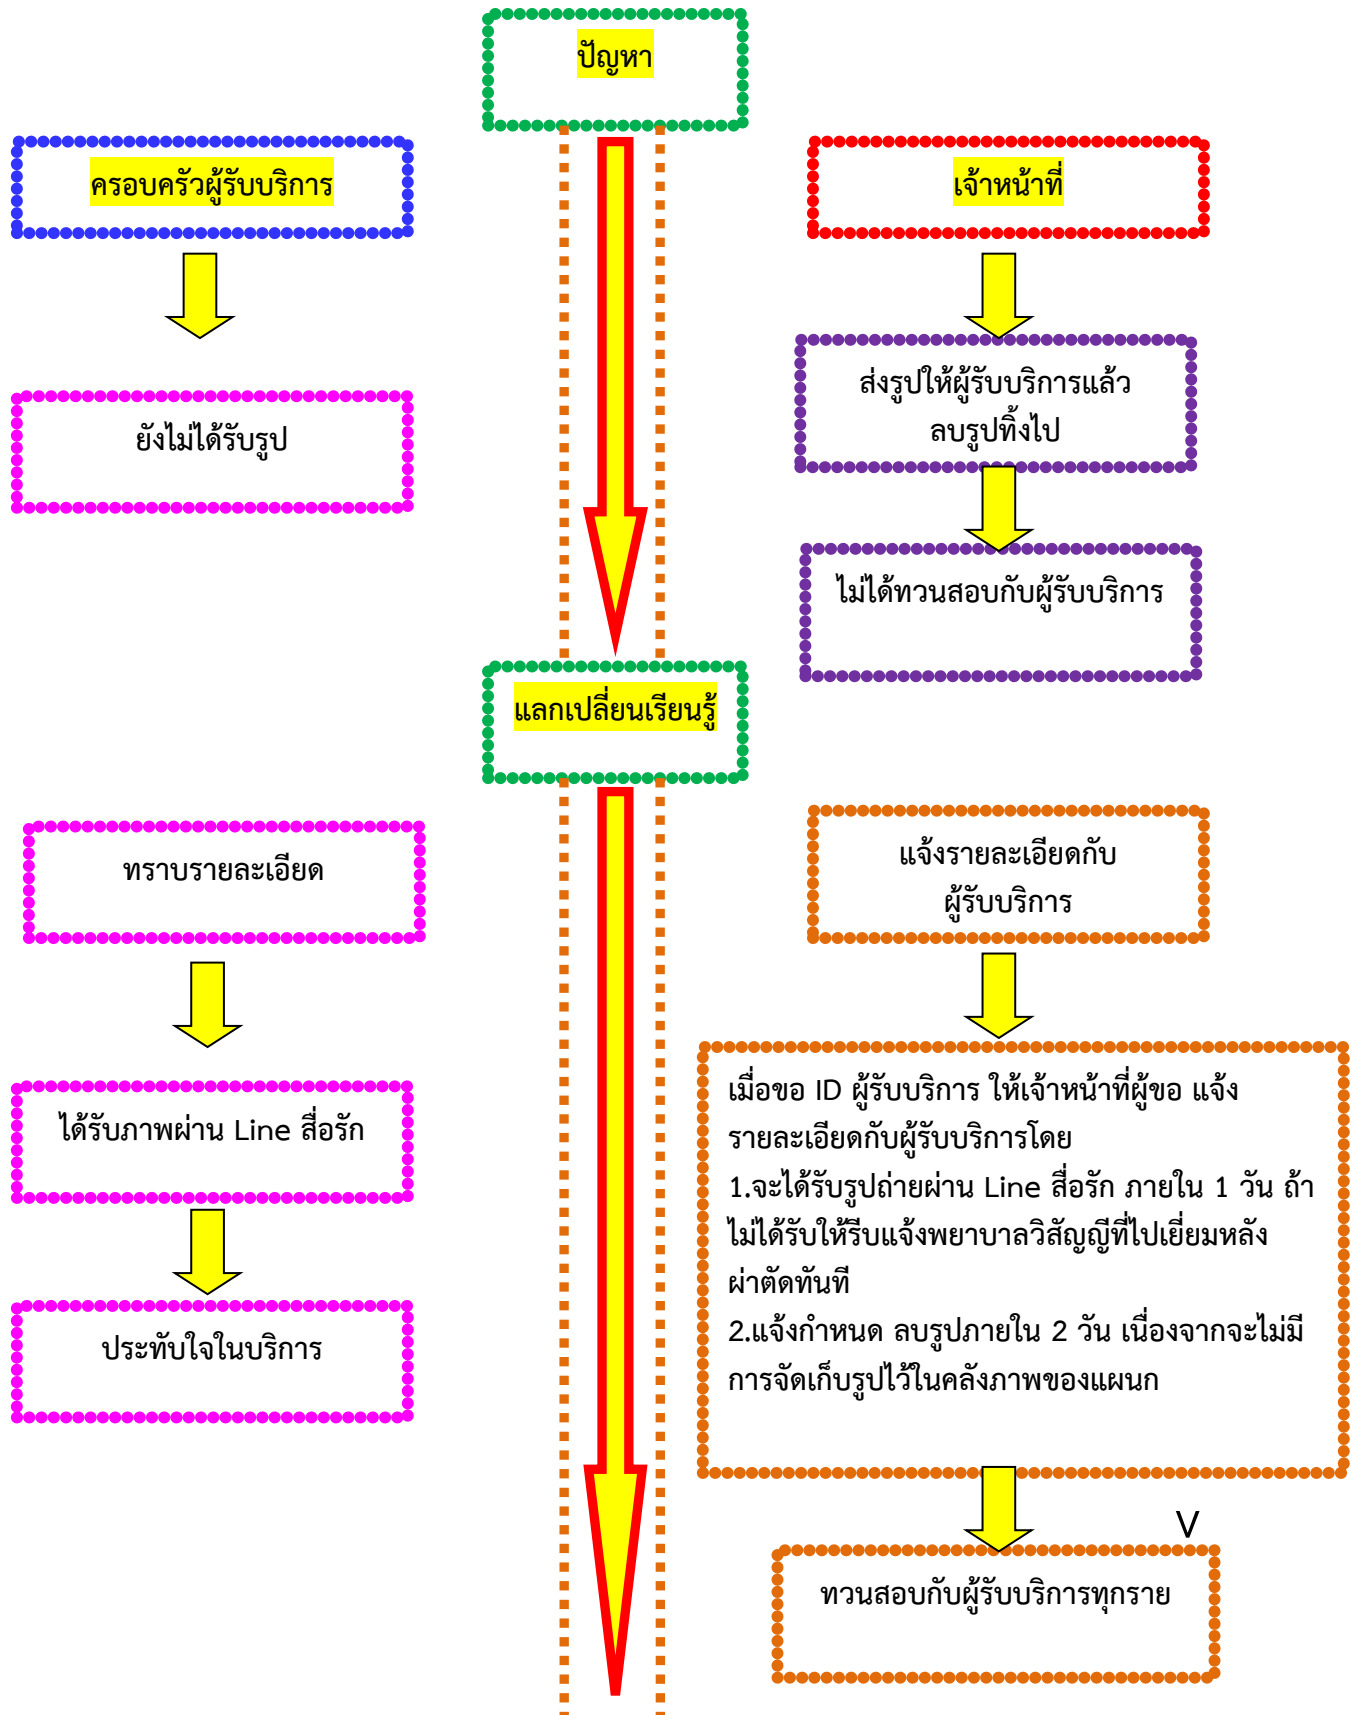 ปัญหา
ครอบครัวผู้รับบริการ
เจ้าหน้าที่
ส่งรูปให้ผู้รับบริการแล้ว
ลบรูปทิ้งไป
ยังไม่ได้รับรูป
ไม่ได้ทวนสอบกับผู้รับบริการ
แลกเปลี่ยนเรียนรู้
ทราบรายละเอียด
แจ้งรายละเอียดกับ
ผู้รับบริการ
ได้รับภาพผ่าน Line สื่อรัก
ประทับใจในบริการ
เมื่อขอ ID ผู้รับบริการ ให้เจ้าหน้าที่ผู้ขอ แจ้ง
รายละเอียดกับผู้รับบริการโดย
1.จะได้รับรูปถ่ายผ่าน Line สื่อรัก ภายใน 1 วัน ถ้า
ไม่ได้รับให้รีบแจ้งพยาบาลวิสัญญีที่ไปเยี่ยมหลัง
ผ่าตัดทันที
2.แจ้งกำหนด ลบรูปภายใน 2 วัน เนื่องจากจะไม่มี
การจัดเก็บรูปไว้ในคลังภาพของแผนก
V
ทวนสอบกับผู้รับบริการทุกราย